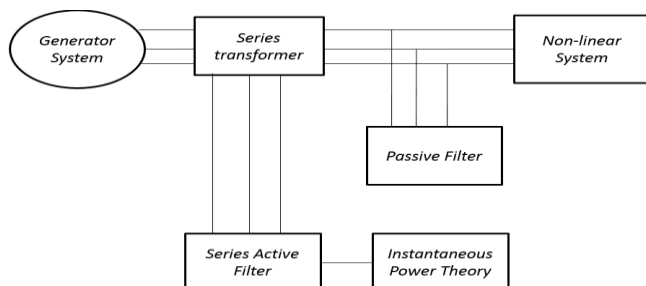 Generator
System
Series
transformer
Non-linear
System
Passive Filter
Series Active
Filter
Instantaneous
Power Theory